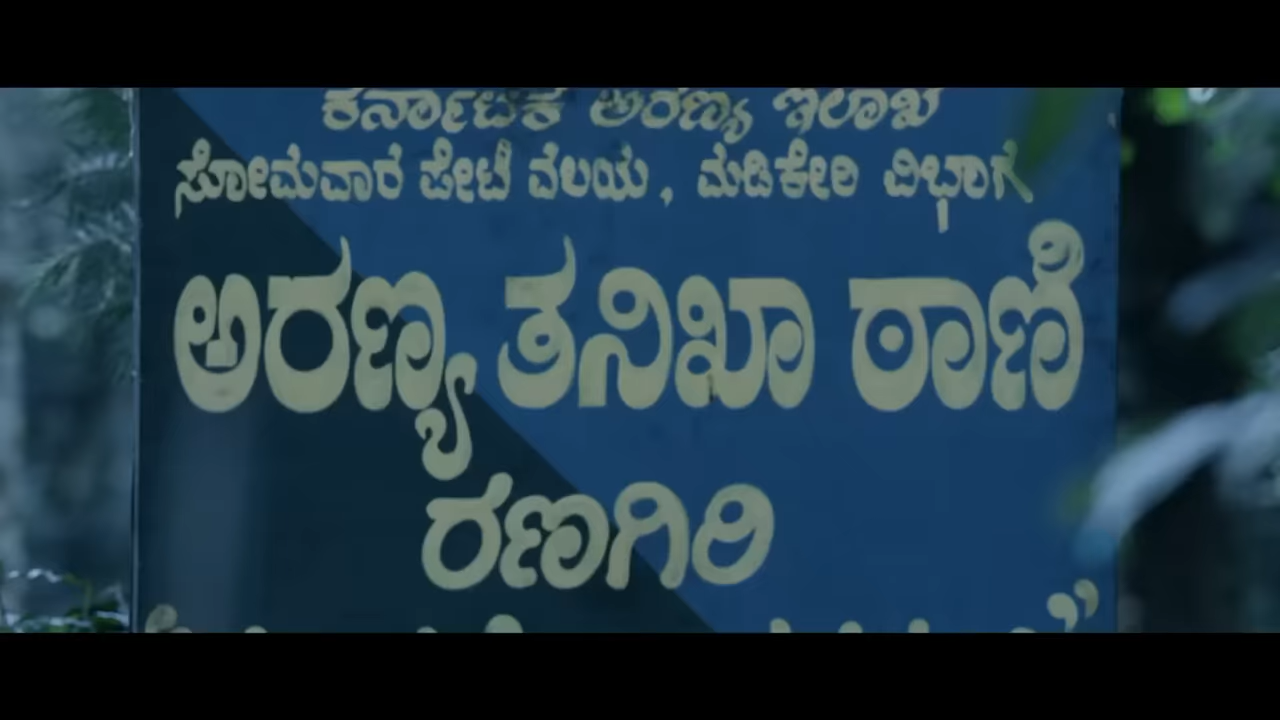 ಕರ್ನಾಟಕ ಅರಣ್ಯ ಇಲಾಖೆ
ಸೋಮವಾರ ಪೇಟೆ ವಲಯ, ಮಡಿಕೇರಿ ವಿಭಾಗ
ಅರಣ್ಯ ತನಿಖಾ ಠಾಣೆ
ರಣಗಿರಿ